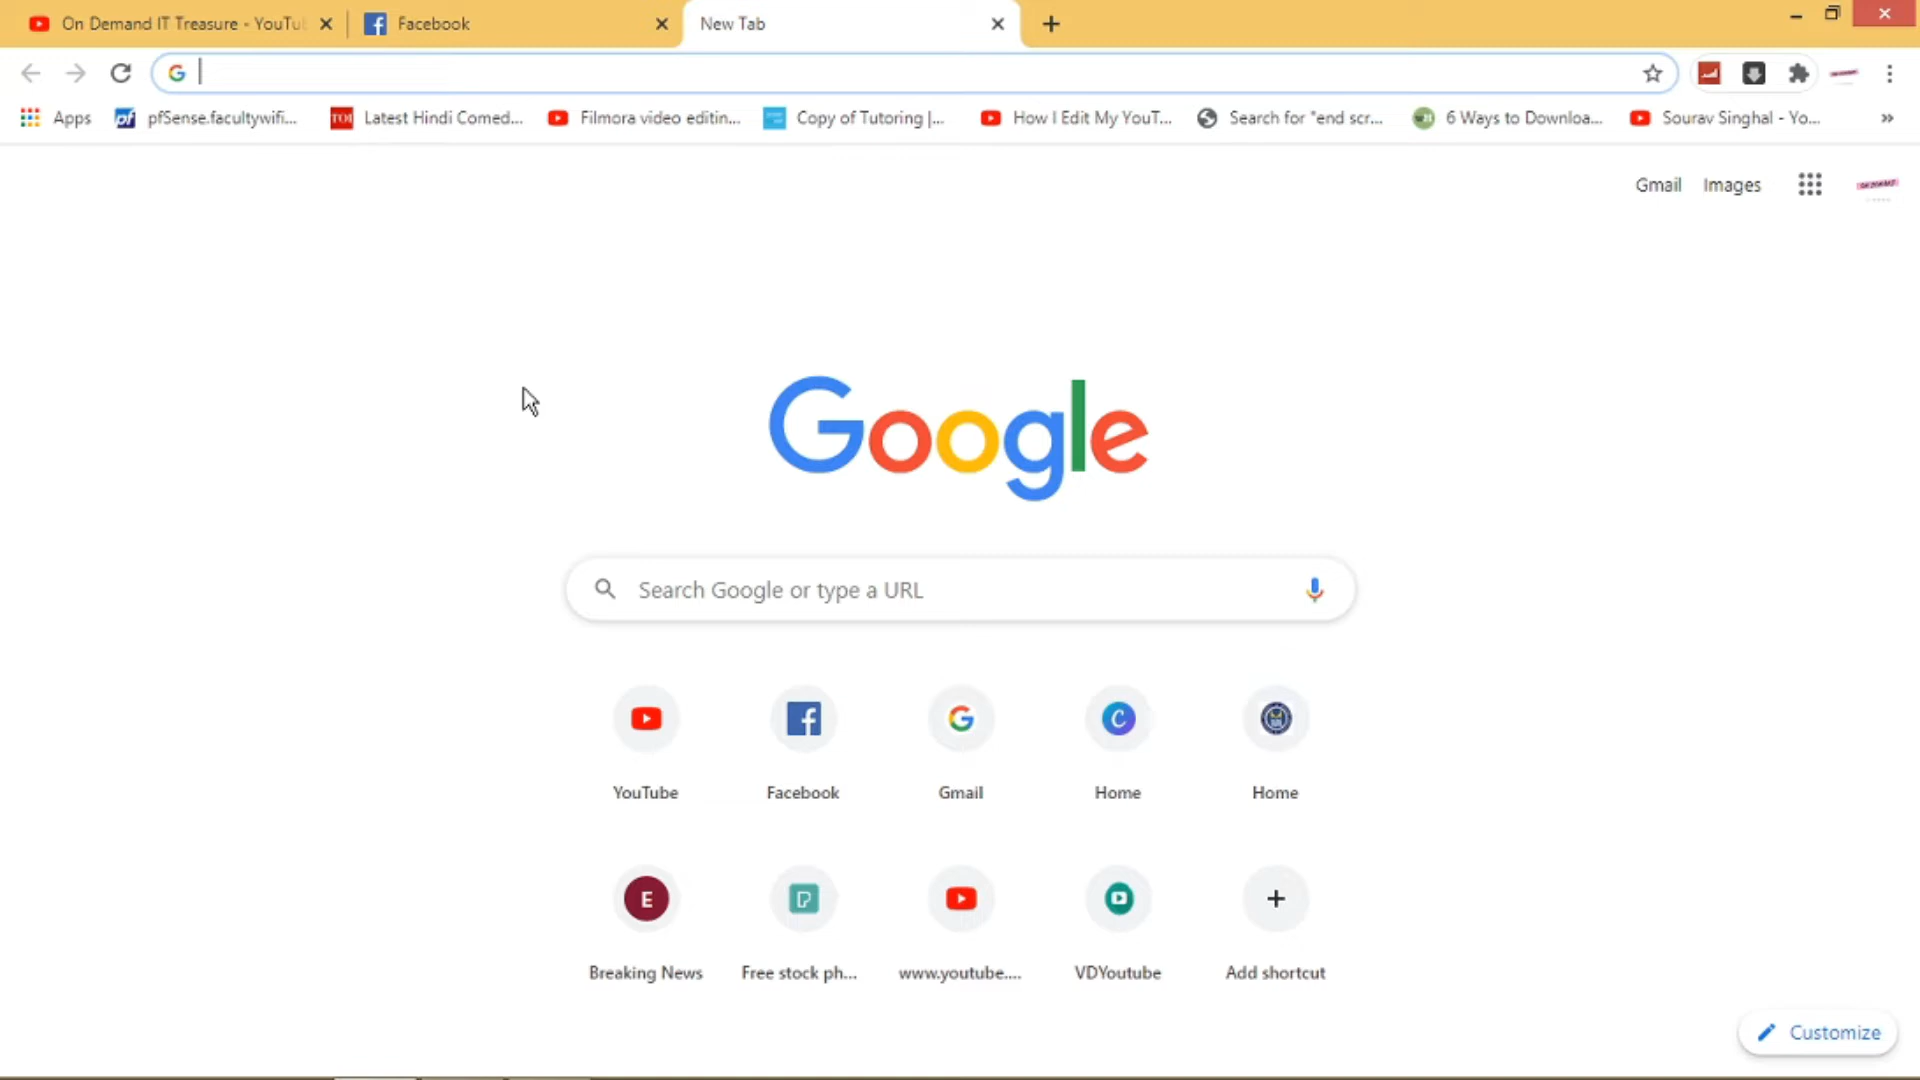 On Demand IT Treasure - YouTu
Facebook
New Tab
Apps
pfSense.facultywifi...
TOI
Latest Hindi Comed...
Filmora video editin...
Copy of Tutoring |...
How I Edit My YouT...
Search for "end scr...
6 Ways to Downloa...
Sourav Singhal - Yo...
Gmail
Images
Google
Search Google or type a URL
YouTube
Facebook
Gmail
Home
Home
E
Breaking News
Free stock ph...
www.youtube....
VDYoutube
Add shortcut
Customize